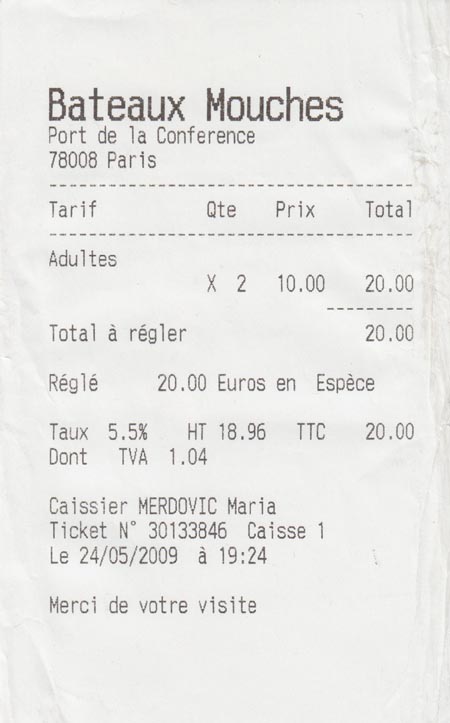 Bateaux Mouches
Port de la Conference
78008 Paris
--------------------------------------
Tarif Qte Prix Total
--------------------------------------
Adultes
X 2 10.00 20.00
---------
Total à régler 20.00
Réglé 20.00 Euros en Espèce
Taux 5.5% HT 18.96 TTC 20.00
Dont TVA 1.04
Caissier MERDOVIC Maria
Ticket N° 30133846 Caisse 1
Le 24/05/2009 à 19:24
Merci de votre visite